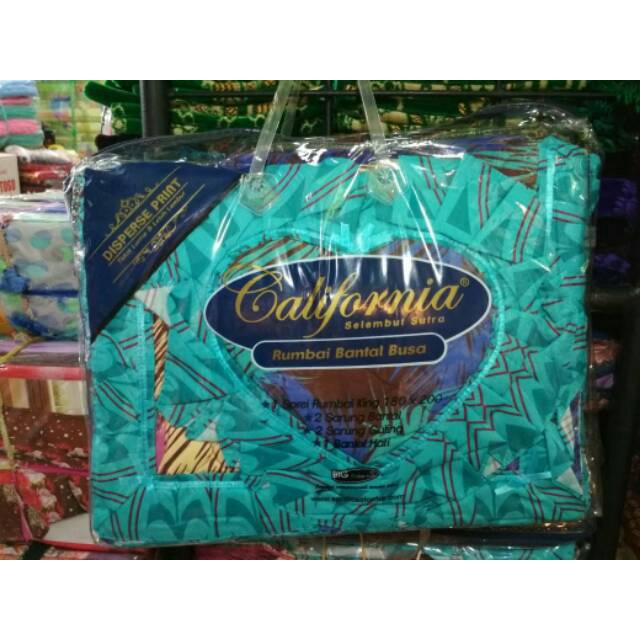 DISPERSE PRINT
California®
Selembut Sutra
Rumbai Bantal Busa
★ 1 Sprei Rumbai King 180 x 200
★ 2 Sarung Bantal
★ 2 Sarung Guling
★ 1 Bantal Hati
BIG